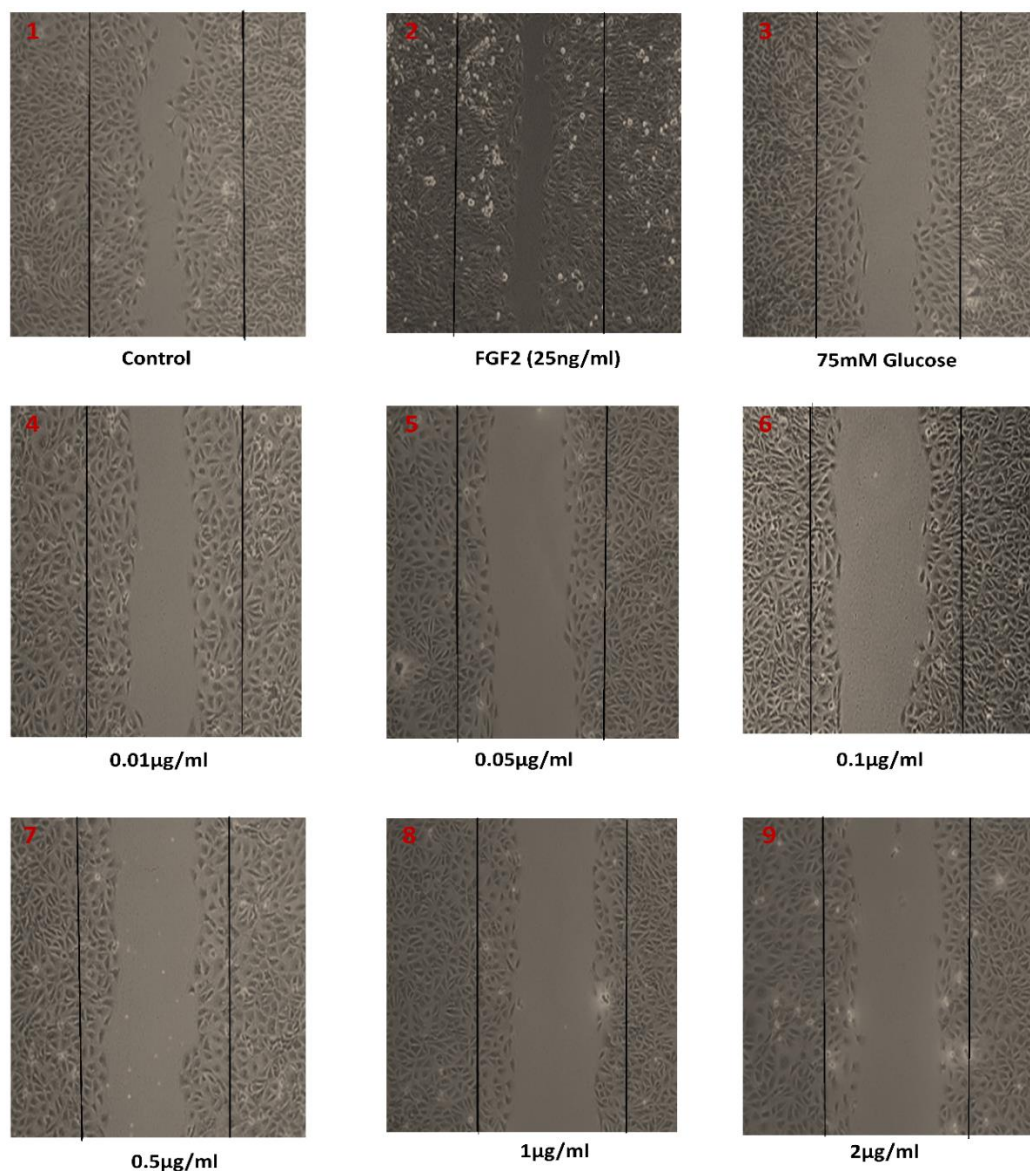 1 2 3
Control FGF2 (25ng/ml) 75mM Glucose
4 5 6
0.01µg/ml 0.05µg/ml 0.1µg/ml
7 8 9
0.5µg/ml 1µg/ml 2µg/ml